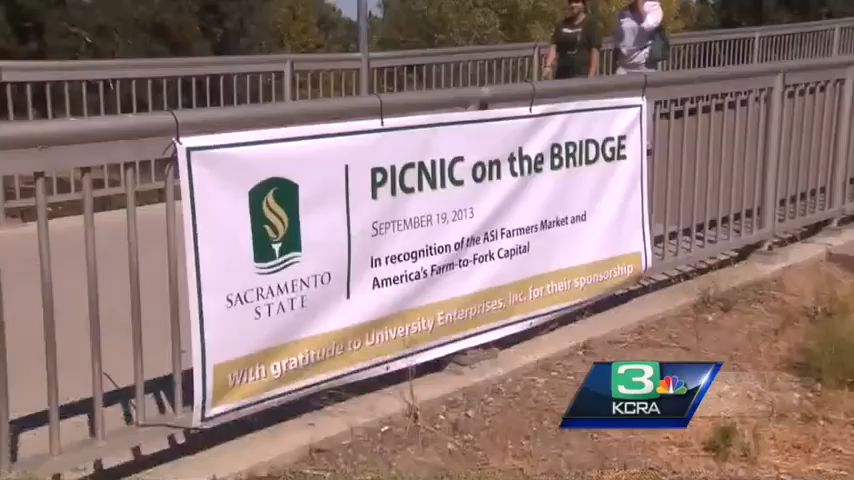 PICNIC on the BRIDGE
SEPTEMBER 19, 2013
In recognition of the ASI Farmers Market and
America's Farm-to-Fork Capital
SACRAMENTO
STATE
With gratitude to University Enterprises, Inc. for their sponsorship
3
KCRA